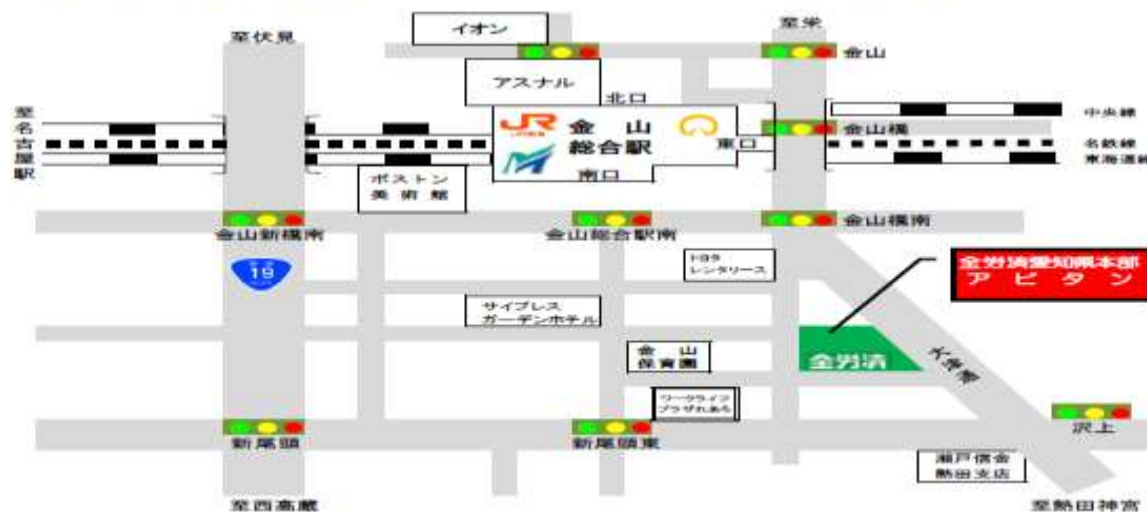 イオン
至栄
至伏見
金山
アスナル
北口
至名古屋駅
中央線
JR
金山
総合駅
東口
金山橋
名鉄線
東海道線
南口
ボストン
美術館
金山新橋南
金山総合駅南
金山橋南
19
トヨタ
レンタリース
全労済愛知県本部
アピタン
サイプレス
ガーデンホテル
金山
保育園
全労済
大津通
ワークライフ
プラザれあろ
新尾頭
新尾頭東
沢上
瀬戸信金
熱田支店
至西高蔵
至熱田神宮